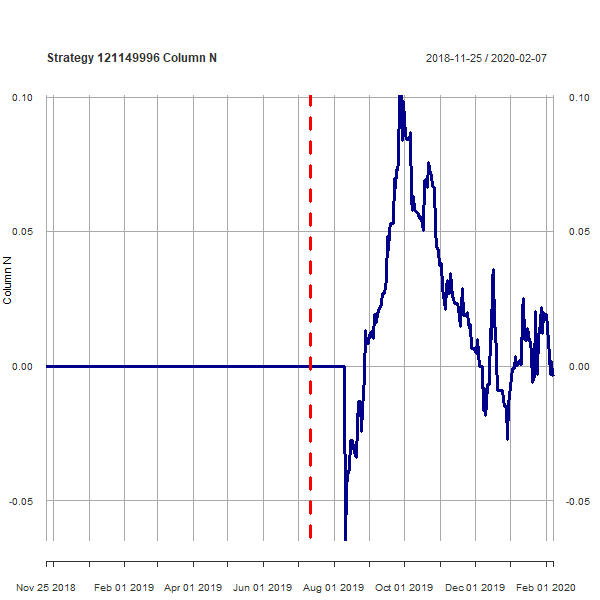 Strategy 121149996 Column N
2018-11-25 / 2020-02-07
0.10 0.10
0.05 0.05
Column N
0.00 0.00
-0.05 -0.05
Nov 25 2018 Feb 01 2019 Apr 01 2019 Jun 01 2019 Aug 01 2019 Oct 01 2019 Dec 01 2019 Feb 01 2020